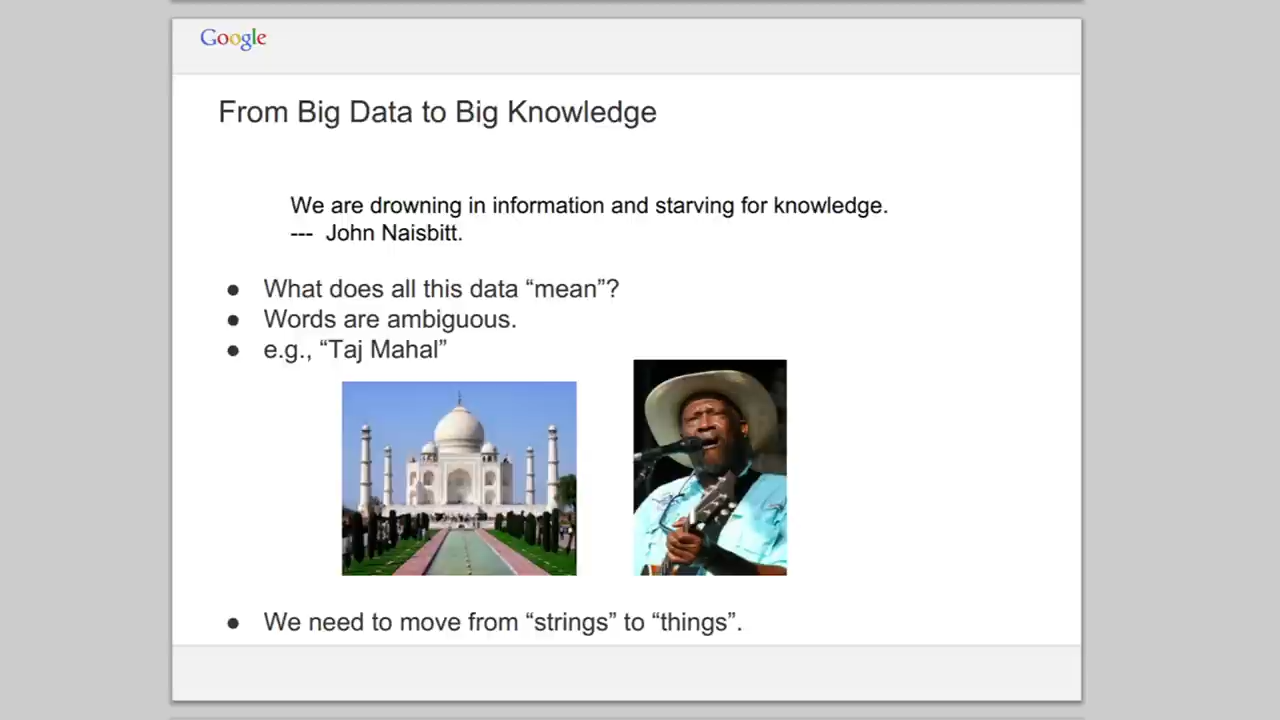 Google
From Big Data to Big Knowledge
We are drowning in information and starving for knowledge.
--- John Naisbitt.
● What does all this data “mean”?
● Words are ambiguous.
● e.g., “Taj Mahal”
● We need to move from “strings” to “things”.